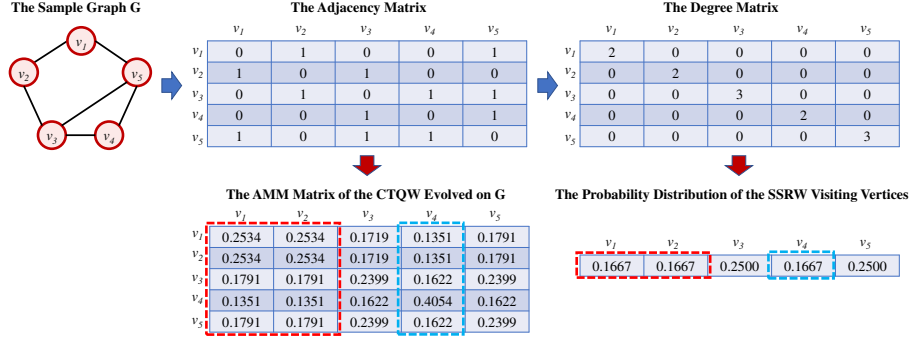 The Sample Graph G
v1
v2
v5
v3
v4
The Adjacency Matrix
v1 v2 v3 v4 v5
v1 0 1 0 0 1
v2 1 0 1 0 0
v3 0 1 0 1 1
v4 0 0 1 0 1
v5 1 0 1 1 0
The Degree Matrix
v1 v2 v3 v4 v5
v1 2 0 0 0 0
v2 0 2 0 0 0
v3 0 0 3 0 0
v4 0 0 0 2 0
v5 0 0 0 0 3
The AMM Matrix of the CTQW Evolved on G
v1 v2 v3 v4 v5
v1 0.2534 0.2534 0.1719 0.1351 0.1791
v2 0.2534 0.2534 0.1719 0.1351 0.1791
v3 0.1791 0.1791 0.2399 0.1622 0.2399
v4 0.1351 0.1351 0.1622 0.4054 0.1622
v5 0.1791 0.1791 0.2399 0.1622 0.2399
The Probability Distribution of the SSRW Visiting Vertices
v1 v2 v3 v4 v5
0.1667 0.1667 0.2500 0.1667 0.2500